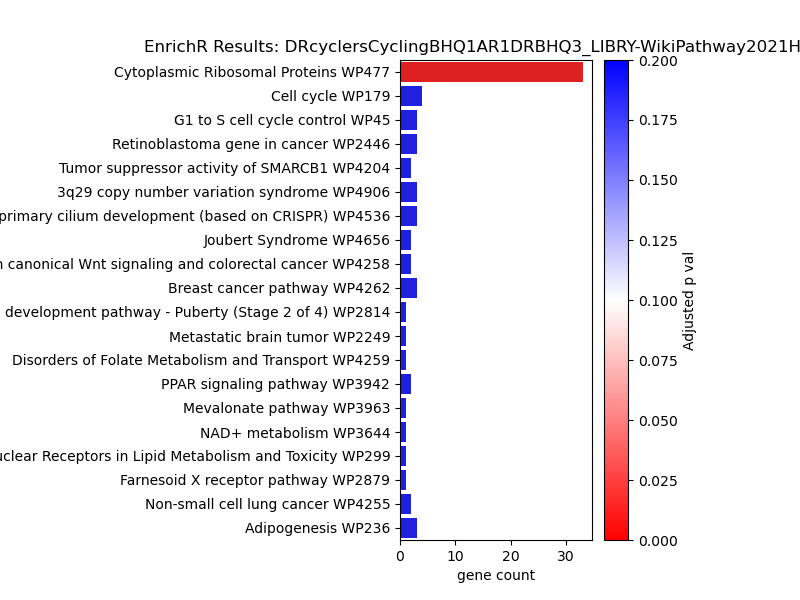 EnrichR Results: DRcyclersCyclingBHQ1AR1DRBHQ3_LIBRY-WikiPathway2021H
Cytoplasmic Ribosomal Proteins WP477
Cell cycle WP179
G1 to S cell cycle control WP45
Retinoblastoma gene in cancer WP2446
Tumor suppressor activity of SMARCB1 WP4204
3q29 copy number variation syndrome WP4906
primary cilium development (based on CRISPR) WP4536
Joubert Syndrome WP4656
canonical Wnt signaling and colorectal cancer WP4258
Breast cancer pathway WP4262
development pathway - Puberty (Stage 2 of 4) WP2814
Metastatic brain tumor WP2249
Disorders of Folate Metabolism and Transport WP4259
PPAR signaling pathway WP3942
Mevalonate pathway WP3963
NAD+ metabolism WP3644
uclear Receptors in Lipid Metabolism and Toxicity WP299
Farnesoid X receptor pathway WP2879
Non-small cell lung cancer WP4255
Adipogenesis WP236
0 10 20 30
gene count
0.200
0.175
0.150
0.125
0.100
0.075
0.050
0.025
0.000
Adjusted p val